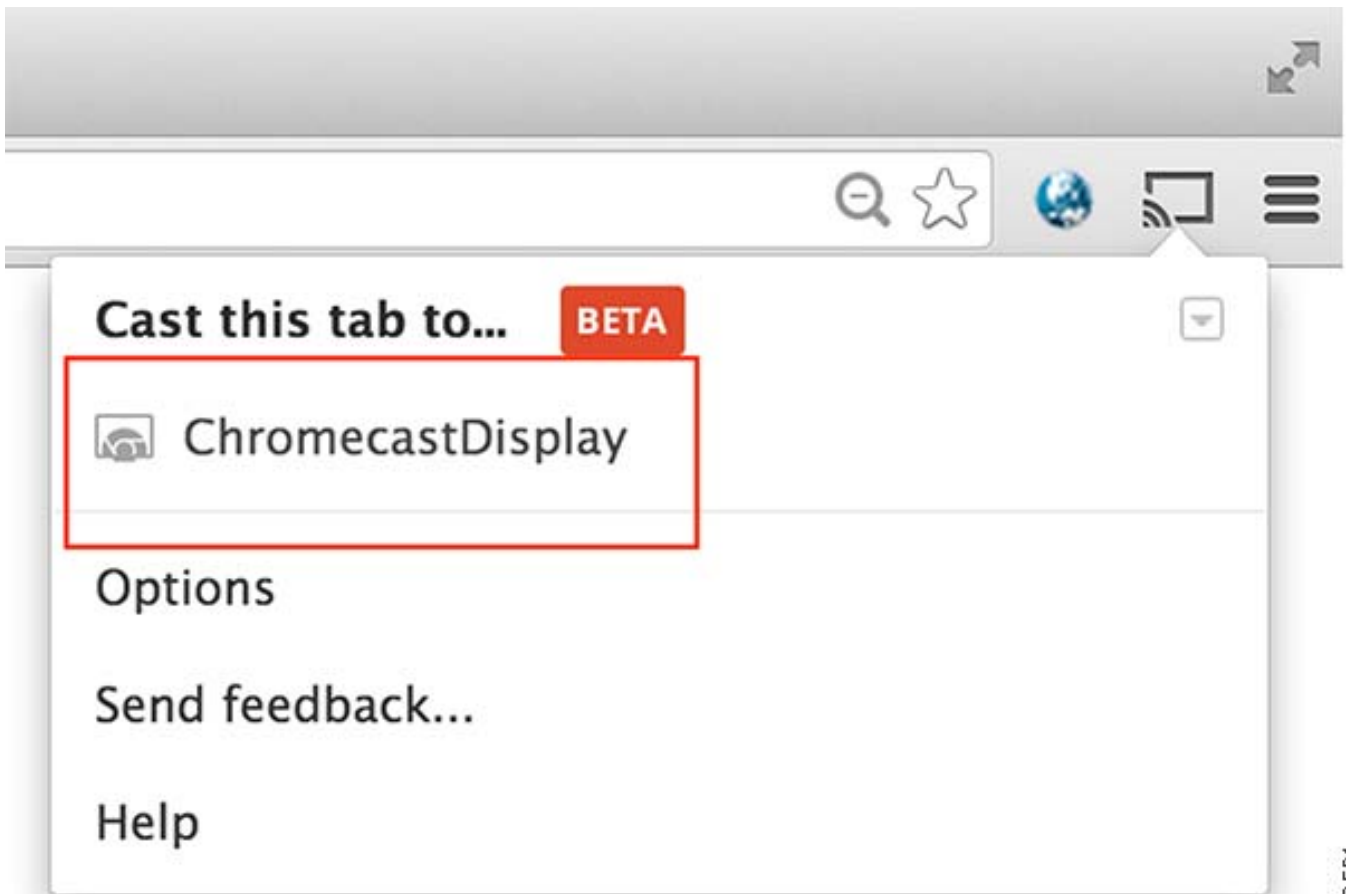 Cast this tab to... BETA
ChromecastDisplay
Options
Send feedback...
Help